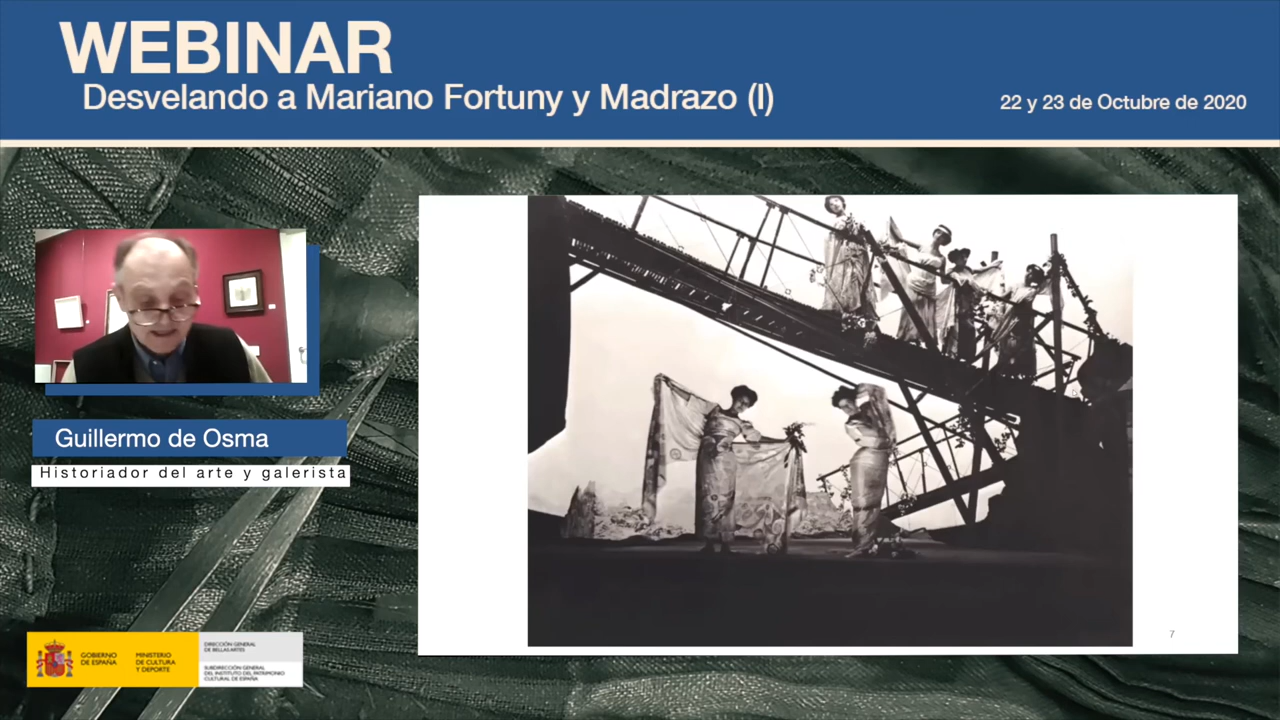 WEBINAR
Desvelando a Mariano Fortuny y Madrazo (I)
22 y 23 de Octubre de 2020
Guillermo de Osma
Historiador del arte y galerista
GOBIERNO
DE ESPAÑA
MINISTERIO
DE CULTURA
Y DEPORTE
DIRECCIÓN GENERAL
DE BELLAS ARTES
SUBDIRECCIÓN GENERAL
DEL INSTITUTO DEL PATRIMONIO
CULTURAL DE ESPAÑA
7